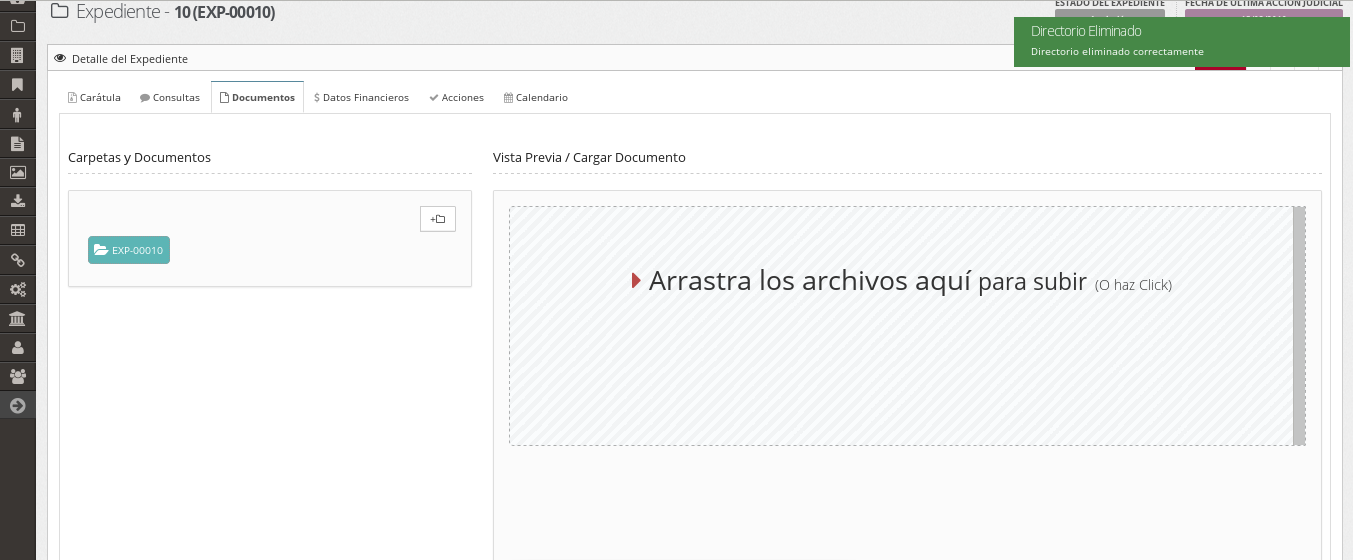 Expediente - 10 (EXP-00010)
ESTADO DEL EXPEDIENTE
FECHA DE ÚLTIMA ACCIÓN JUDICIAL
Directorio Eliminado
Directorio eliminado correctamente
Detalle del Expediente
Carátula Consultas Documentos $ Datos Financieros Acciones Calendario
Carpetas y Documentos
Vista Previa / Cargar Documento
+
EXP-00010
Arrastra los archivos aquí para subir (O haz Click)